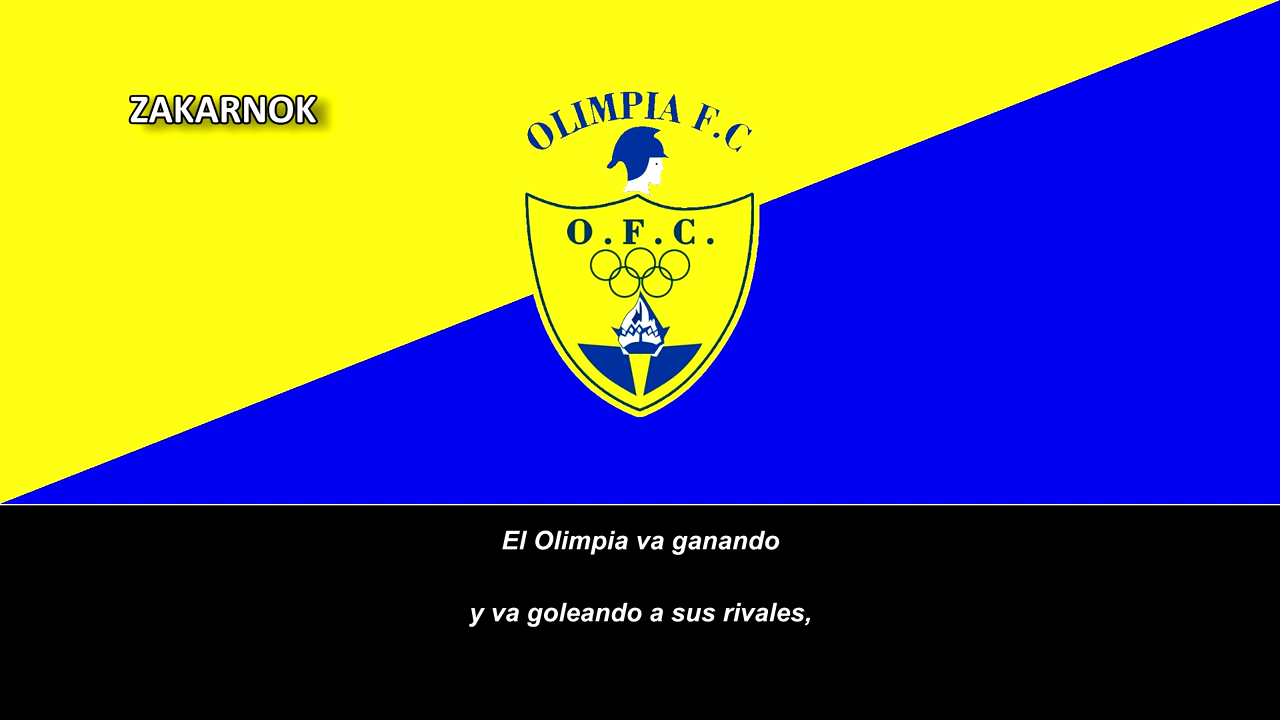 ZAKARNOK
OLIMPIA F.C
O.F.C.
El Olimpia va ganando
y va goleando a sus rivales,